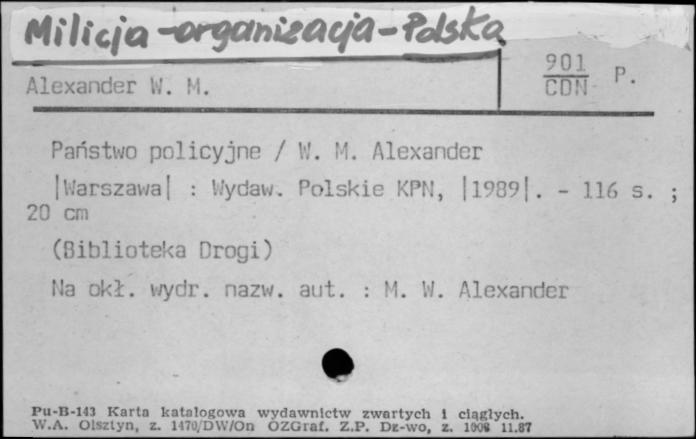 Milicja - organizacja - Polska
Alexander W. M.
901 P.
CDN
Państwo policyjne / W. M. Alexander
|Warszawa| : Wydaw. Polskie KPN, |1989|. - 116 s. ;
20 cm
(Biblioteka Drogi)
Na okł. wydr. nazw. aut. : M. W. Alexander
Pu-B-143 Karta katalogowa wydawnictw zwartych i ciągłych.
W.A. Olsztyn, z. 1470/DW/On OZGraf. Z.P. Dz-wo, z. 1008 11.87